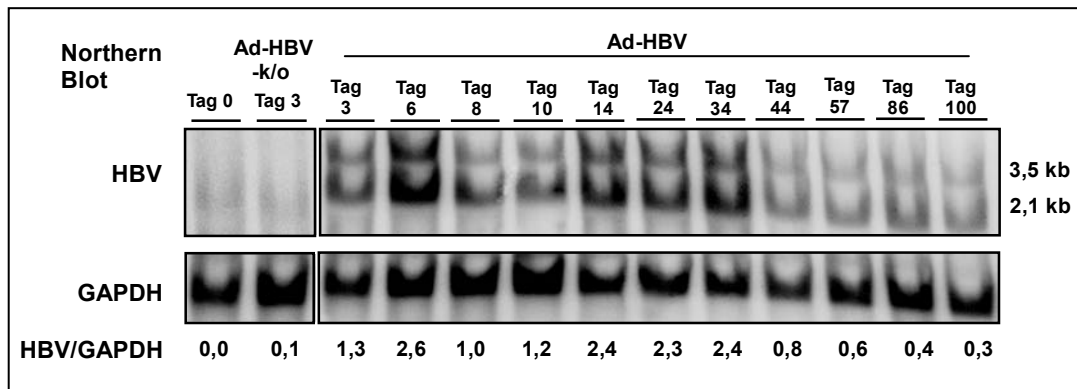 Northern Blot
Ad-HBV -k/o
Ad-HBV
Tag 0 Tag 3 Tag 3 Tag 6 Tag 8 Tag 10 Tag 14 Tag 24 Tag 34 Tag 44 Tag 57 Tag 86 Tag 100
HBV
3,5 kb
2,1 kb
GAPDH
HBV/GAPDH 0,0 0,1 1,3 2,6 1,0 1,2 2,4 2,3 2,4 0,8 0,6 0,4 0,3